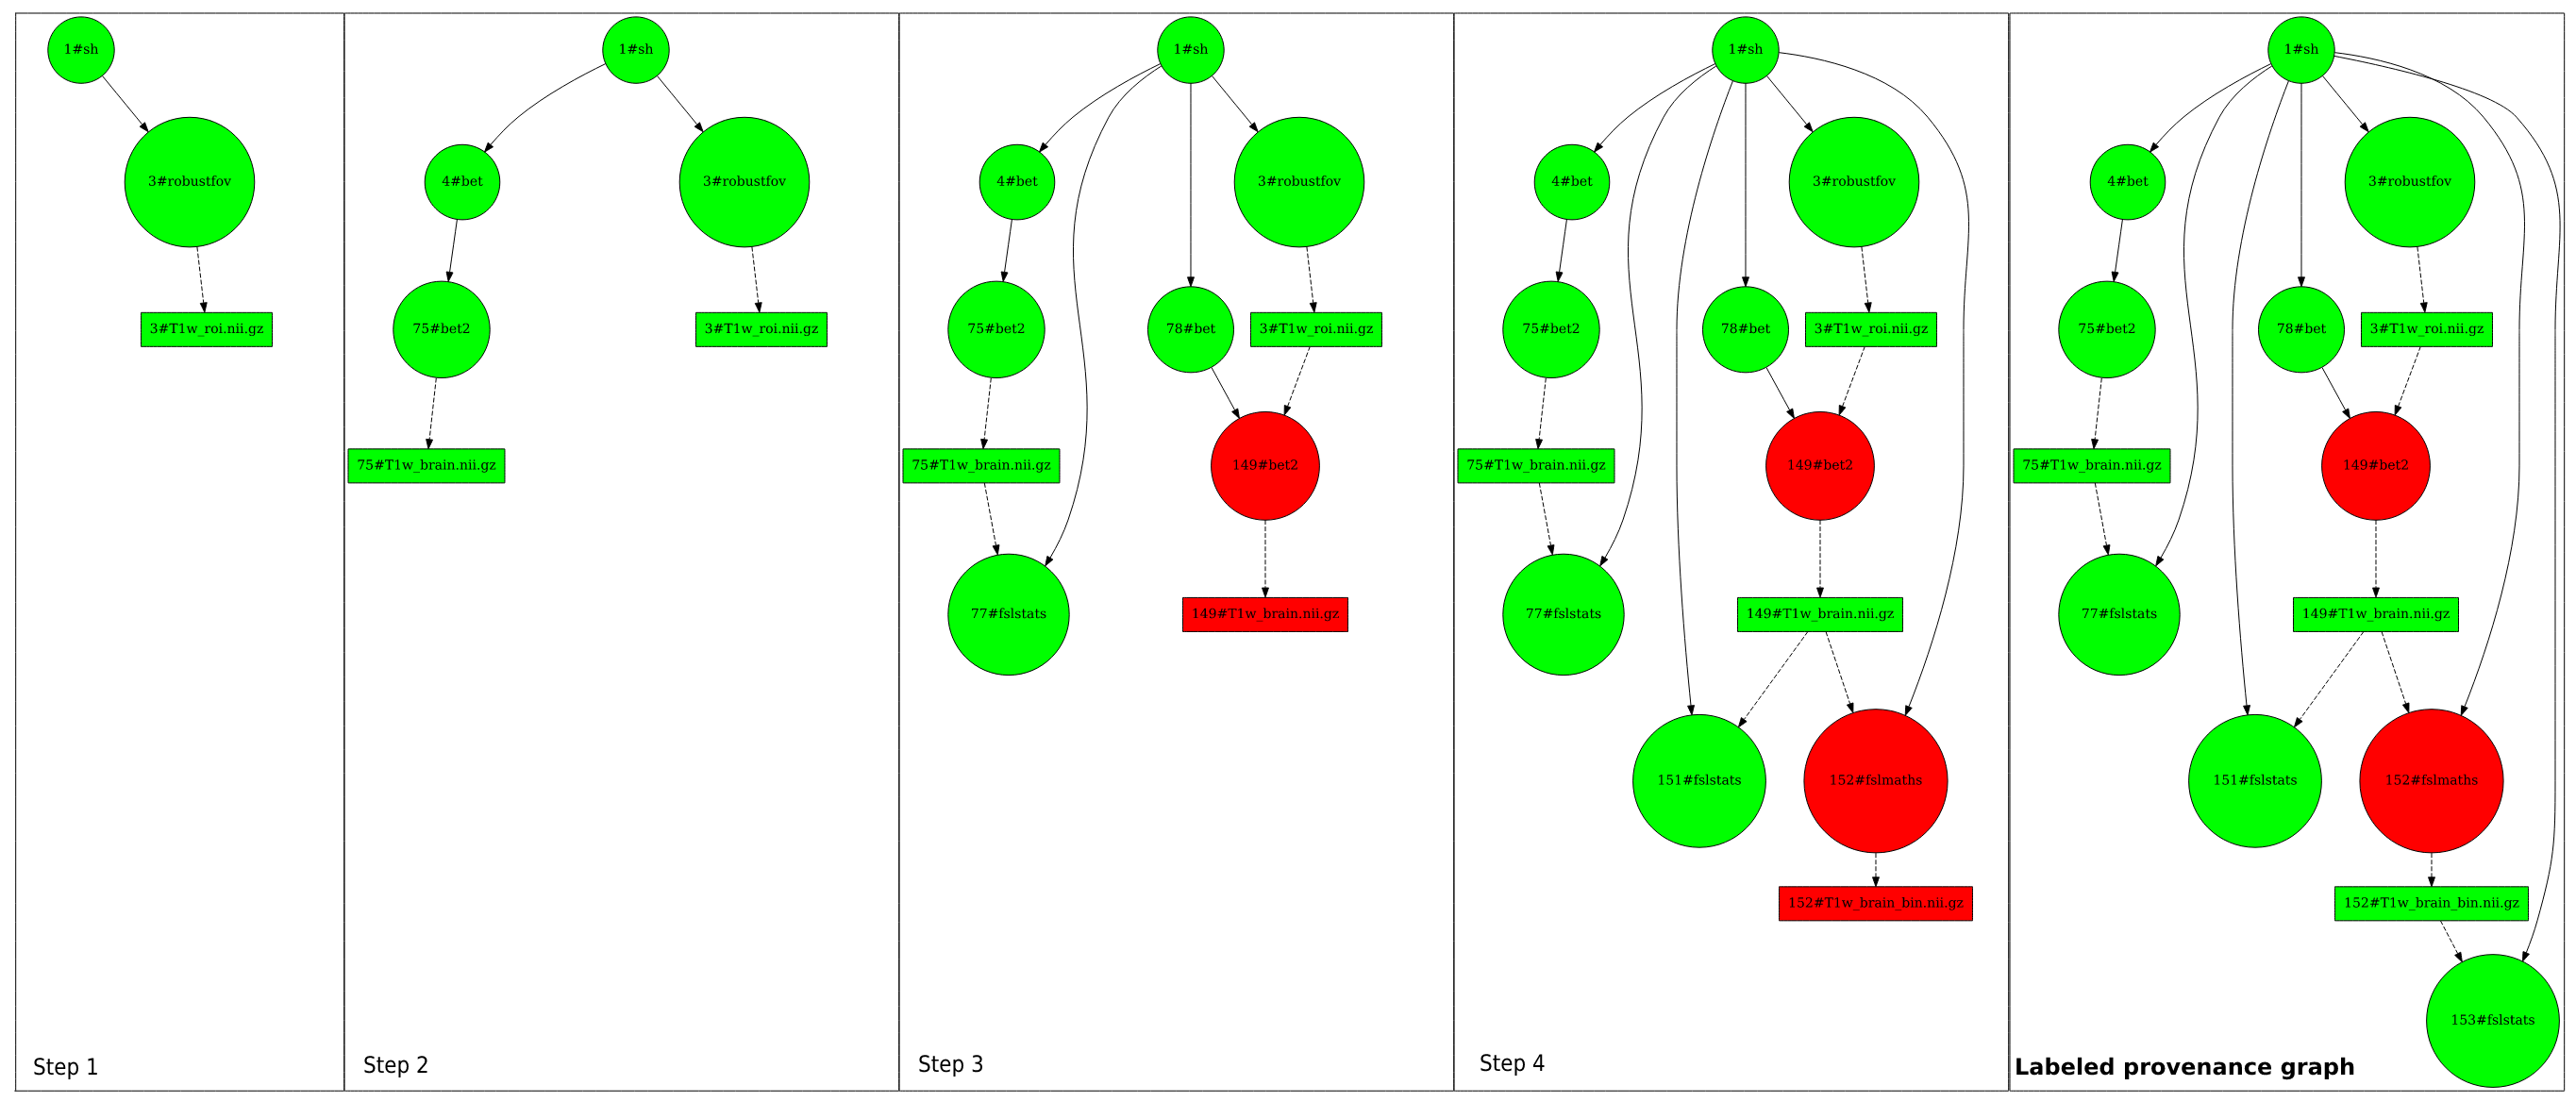 1#sh
3#robustfov
3#T1w_roi.nii.gz
Step 1
1#sh
4#bet
3#robustfov
75#bet2
3#T1w_roi.nii.gz
75#T1w_brain.nii.gz
Step 2
1#sh
4#bet
3#robustfov
75#bet2
78#bet
3#T1w_roi.nii.gz
75#T1w_brain.nii.gz
149#bet2
77#fslstats
149#T1w_brain.nii.gz
Step 3
1#sh
4#bet
3#robustfov
75#bet2
78#bet
3#T1w_roi.nii.gz
75#T1w_brain.nii.gz
149#bet2
77#fslstats
149#T1w_brain.nii.gz
151#fslstats
152#fslmaths
152#T1w_brain_bin.nii.gz
Step 4
1#sh
4#bet
3#robustfov
75#bet2
78#bet
3#T1w_roi.nii.gz
75#T1w_brain.nii.gz
149#bet2
77#fslstats
149#T1w_brain.nii.gz
151#fslstats
152#fslmaths
152#T1w_brain_bin.nii.gz
153#fslstats
Labeled provenance graph